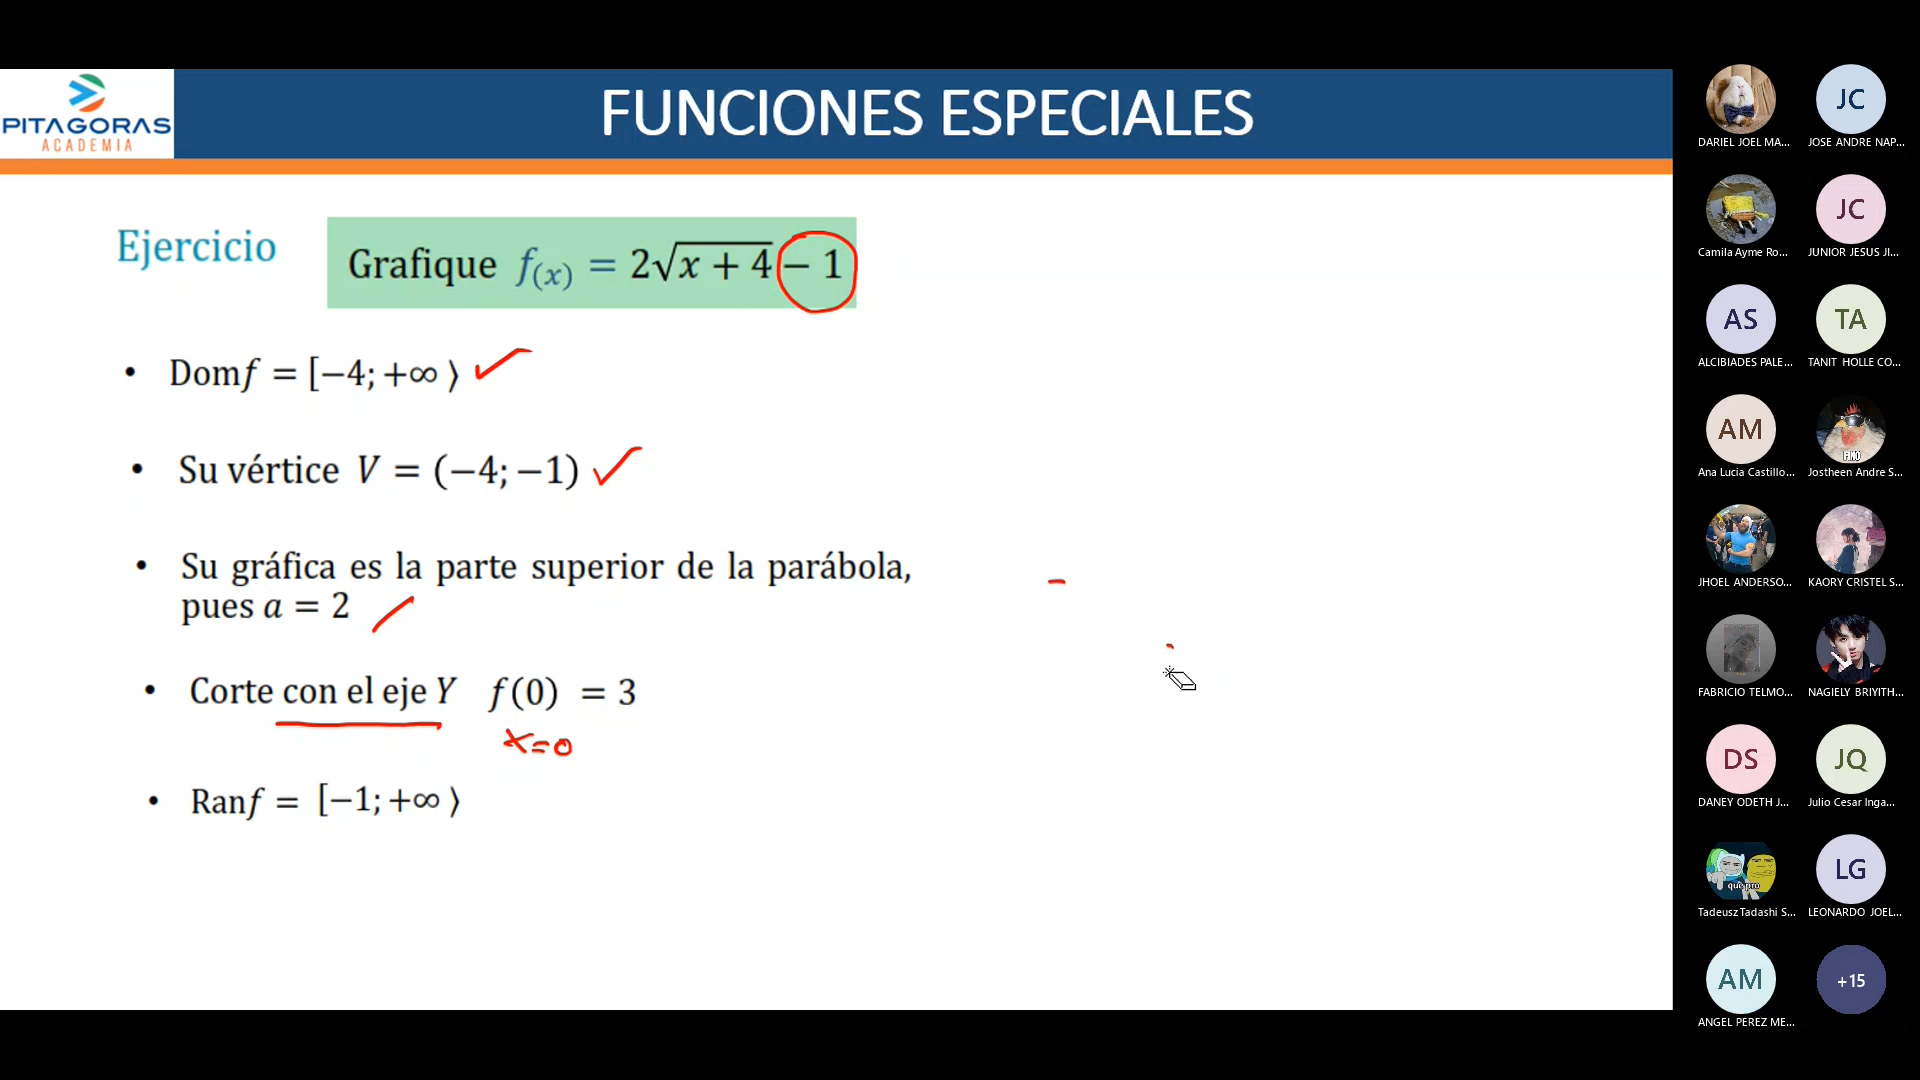 PITAGORAS
ACADEMIA
FUNCIONES ESPECIALES
Ejercicio
Grafique f(x) = 2√x + 4 − 1
• Domf = [−4; +∞ ⟩
• Su vértice V = (−4; −1)
• Su gráfica es la parte superior de la parábola,
pues a = 2
• Corte con el eje Y f(0) = 3
x=0
• Ranf = [−1; +∞ ⟩
DARIEL JOEL MA...
JC
JOSE ANDRE NAP...
Camila Ayme Ro...
JC
JUNIOR JESUS JI...
AS
ALCIBIADES PALE...
TA
TANIT HOLLE CO...
AM
Ana Lucia Castillo...
FINO
Jostheen Andre S...
JHOEL ANDERSO...
KAORY CRISTEL S...
FABRICIO TELMO...
NAGIELY BRIYITH...
DS
DANEY ODETH J...
JQ
Julio Cesar Inga...
que pro
Tadeusz Tadashi S...
LG
LEONARDO JOEL...
AM
ANGEL PEREZ ME...
+15